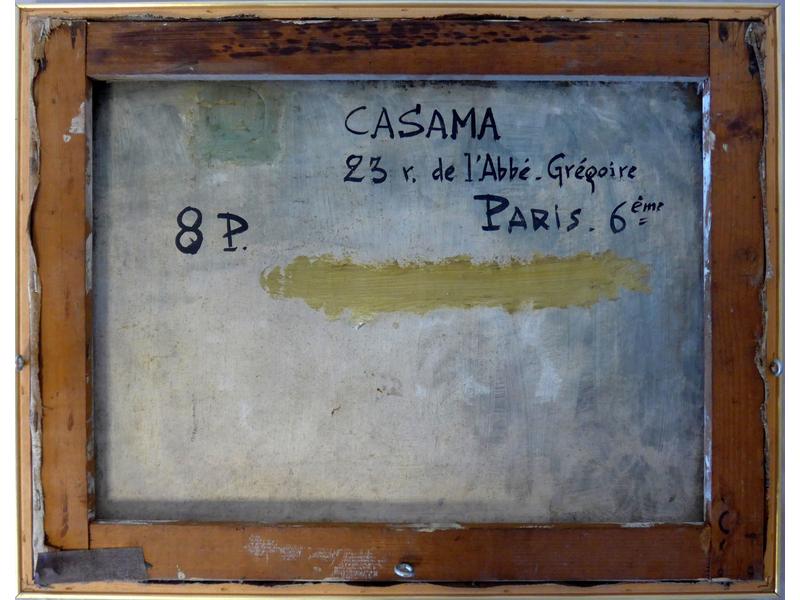 CASAMA
23 r. de l'Abbé-Grégoire
PARIS. 6ème
8 P.